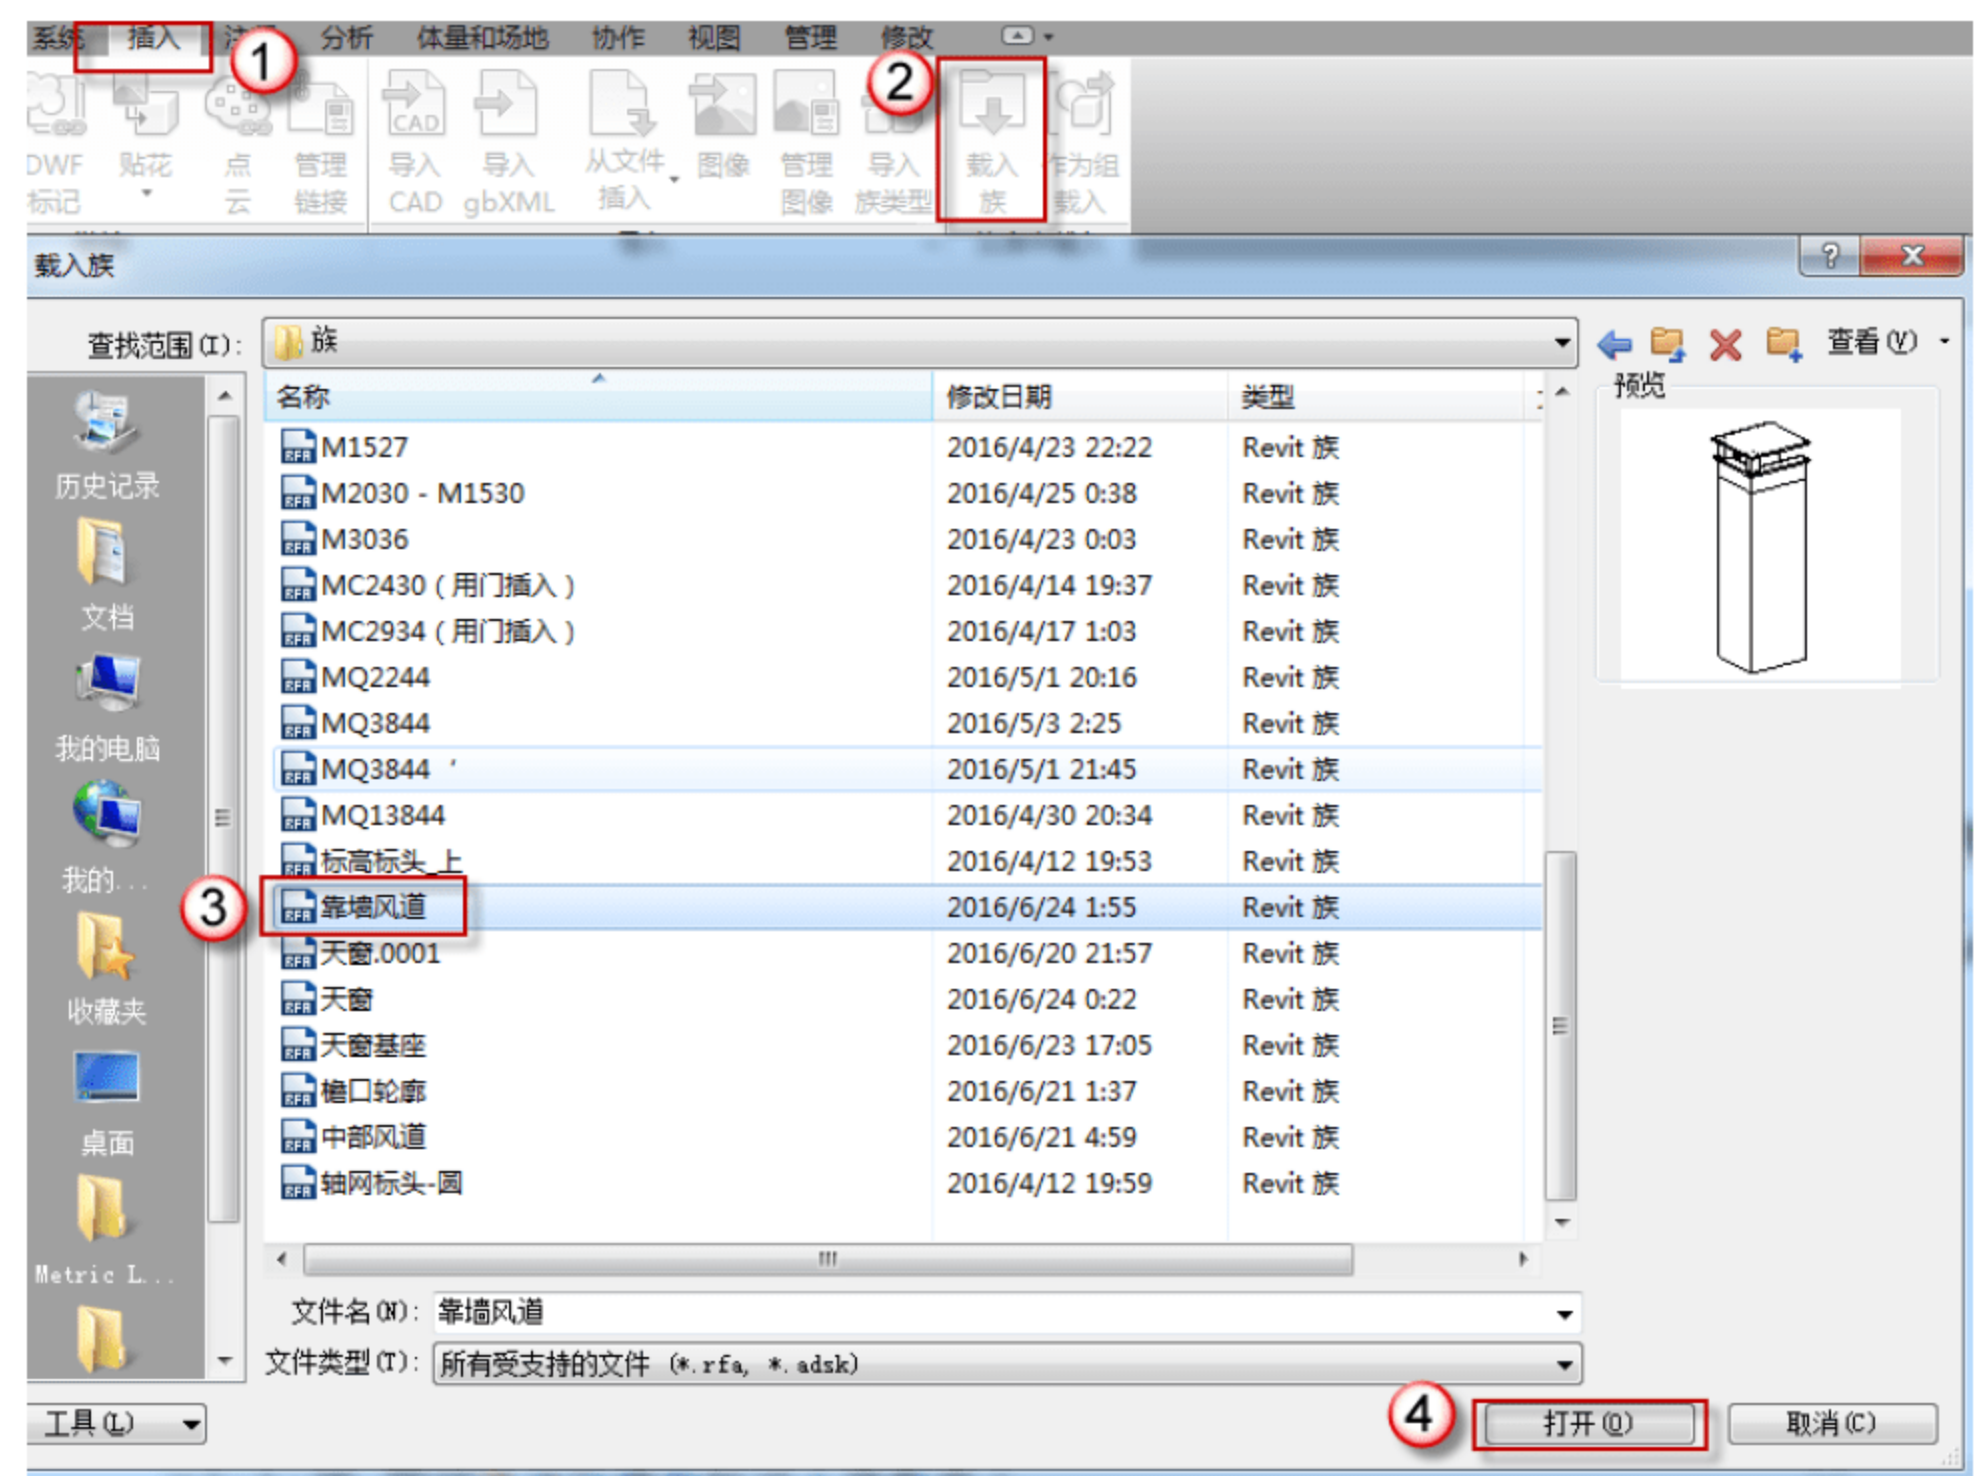 系统 插入 分析 体量和场地 协作 视图 管理 修改
1
2
DWF 贴花 点 管理 导入 导入 从文件 图像 管理 导入 载入 作为组
标记 云 链接 CAD gbXML 插入 图像 族类型 族 载入
CAD
载入族
查找范围(I):
族
查看(V)
名称 修改日期 类型
预览
M1527 2016/4/23 22:22 Revit 族
M2030 - M1530 2016/4/25 0:38 Revit 族
M3036 2016/4/23 0:03 Revit 族
MC2430（用门插入） 2016/4/14 19:37 Revit 族
MC2934（用门插入） 2016/4/17 1:03 Revit 族
MQ2244 2016/5/1 20:16 Revit 族
MQ3844 2016/5/3 2:25 Revit 族
MQ3844 ' 2016/5/1 21:45 Revit 族
MQ13844 2016/4/30 20:34 Revit 族
标高标头_上 2016/4/12 19:53 Revit 族
3
靠墙风道 2016/6/24 1:55 Revit 族
天窗.0001 2016/6/20 21:57 Revit 族
天窗 2016/6/24 0:22 Revit 族
天窗基座 2016/6/23 17:05 Revit 族
檐口轮廓 2016/6/21 1:37 Revit 族
中部风道 2016/6/21 4:59 Revit 族
轴网标头-圆 2016/4/12 19:59 Revit 族
历史记录
文档
我的电脑
我的...
收藏夹
桌面
Metric L...
文件名(N): 靠墙风道
文件类型(T): 所有受支持的文件 (*.rfa, *.adsk)
工具(L)
4
打开(O)
取消(C)